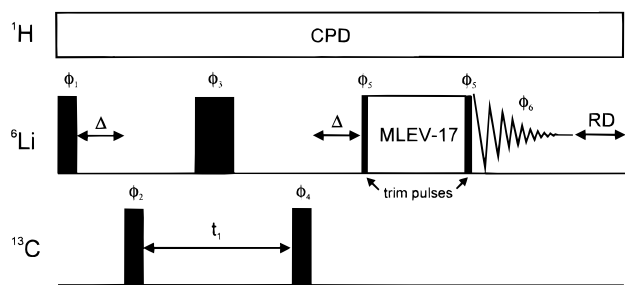 ¹H
CPD
ϕ₁ ϕ₃ ϕ₅ ϕ₅ ϕ₆
⁶Li
Δ Δ MLEV-17 RD
trim pulses
ϕ₂ ϕ₄
¹³C
t₁